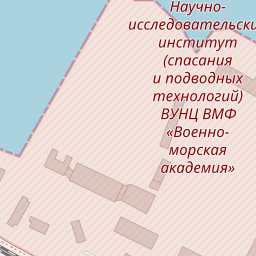 Научно-
исследовательский
институт
(спасания
и подводных
технологий)
ВУНЦ ВМФ
«Военно-
морская
академия»